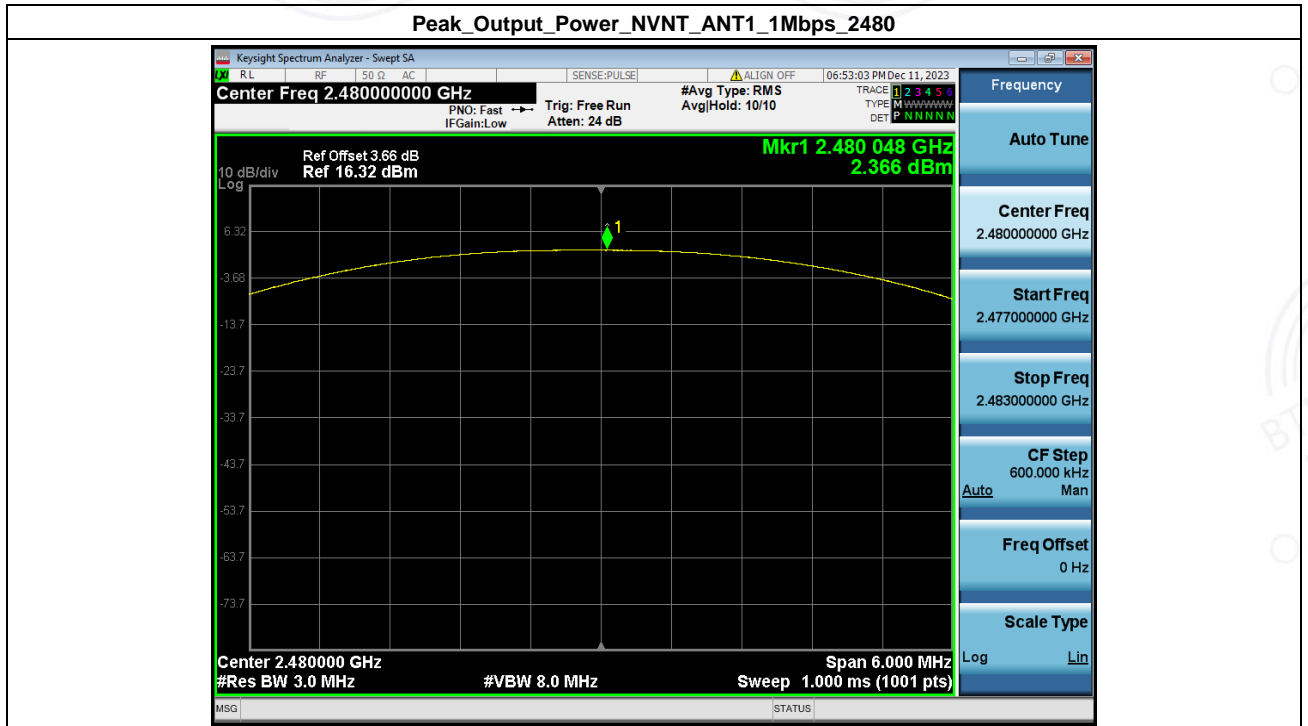 Peak_Output_Power_NVNT_ANT1_1Mbps_2480
Keysight Spectrum Analyzer - Swept SA
LXI RL RF 50 Ω AC SENSE:PULSE ALIGN OFF 06:53:03 PM Dec 11, 2023
Center Freq 2.480000000 GHz
PNO: Fast
IFGain:Low
Trig: Free Run
Atten: 24 dB
#Avg Type: RMS
Avg|Hold: 10/10
TRACE 1 2 3 4 5 6
TYPE M WWWWW
DET P N N N N N
Mkr1 2.480 048 GHz
2.366 dBm
Ref Offset 3.66 dB
10 dB/div Ref 16.32 dBm
Log
1
6.32
-3.68
-13.7
-23.7
-33.7
-43.7
-53.7
-63.7
-73.7
Center 2.480000 GHz Span 6.000 MHz
#Res BW 3.0 MHz #VBW 8.0 MHz Sweep 1.000 ms (1001 pts)
MSG STATUS
Frequency
Auto Tune
Center Freq
2.480000000 GHz
Start Freq
2.477000000 GHz
Stop Freq
2.483000000 GHz
CF Step
600.000 kHz
Auto Man
Freq Offset
0 Hz
Scale Type
Log Lin